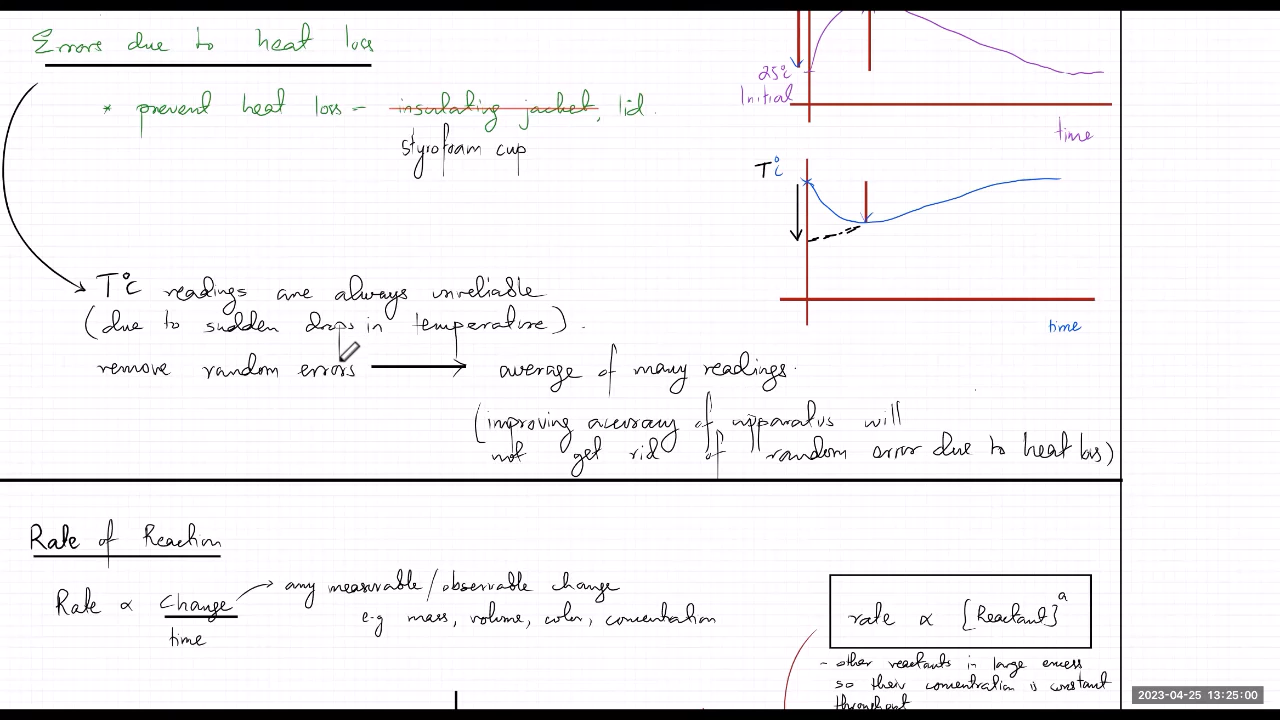 Errors due to heat loss
* prevent heat loss - insulating jacket, lid.
styrofoam cup
25°C
Initial
time
T°C
time
T°C readings are always unreliable
(due to sudden drops in temperature).
remove random errors → average of many readings.
(improving accuracy of apparatus will
not get rid of random error due to heat loss)
Rate of Reaction
Rate ∝ Change
time
→ any measurable/observable change
e.g mass, volume, color, concentration
rate ∝ [Reactant]ᵃ
- other reactants in large excess
so their concentration is constant
throughout
2023-04-25 13:25:00